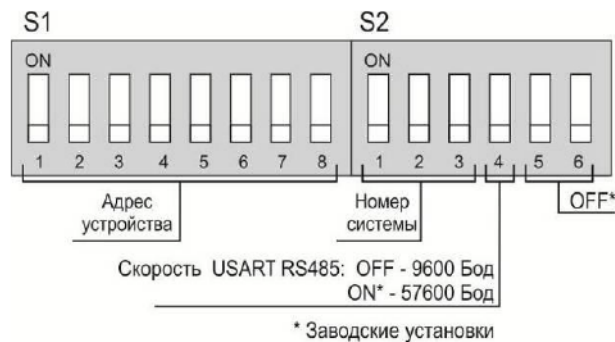 S1 S2
ON ON
1 2 3 4 5 6 7 8 1 2 3 4 5 6
Адрес устройства
Номер системы
OFF*
Скорость USART RS485: OFF - 9600 Бод
ON* - 57600 Бод
* Заводские установки